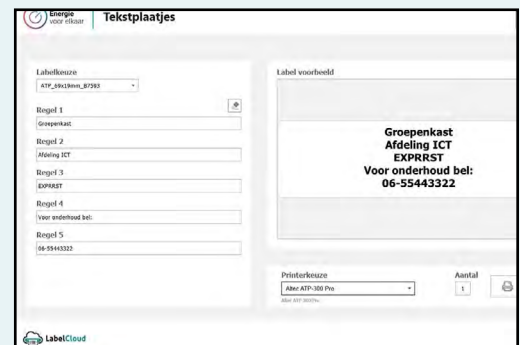 Energie
voor elkaar
Tekstplaatjes
Labelkeuze
ATP_69x19mm_B7593
Regel 1
Groepenkast
Regel 2
Afdeling ICT
Regel 3
EXPRRST
Regel 4
Voor onderhoud bel:
Regel 5
06-55443322
Label voorbeeld
Groepenkast
Afdeling ICT
EXPRRST
Voor onderhoud bel:
06-55443322
Printerkeuze
Altec ATP-300 Pro
Aantal
1
LabelCloud